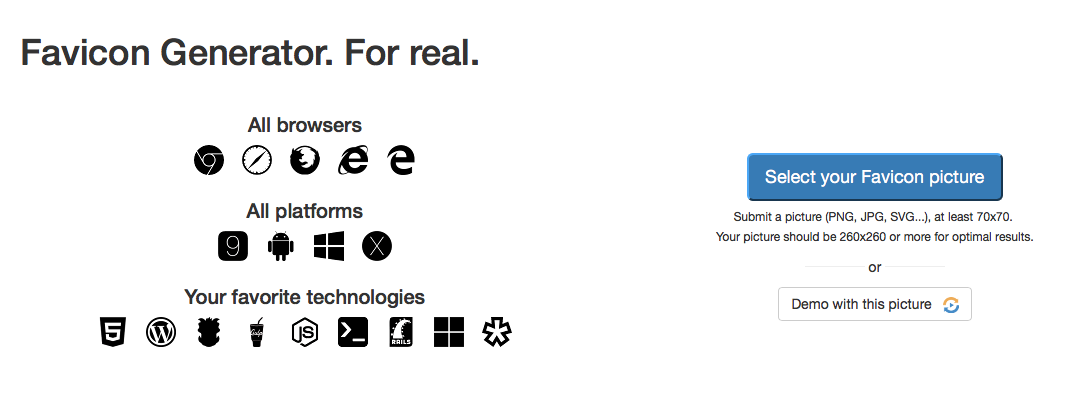 Favicon Generator. For real.
All browsers
All platforms
9
X
Your favorite technologies
5
W
Gulp
JS
RAILS
Select your Favicon picture
Submit a picture (PNG, JPG, SVG...), at least 70x70.
Your picture should be 260x260 or more for optimal results.
or
Demo with this picture